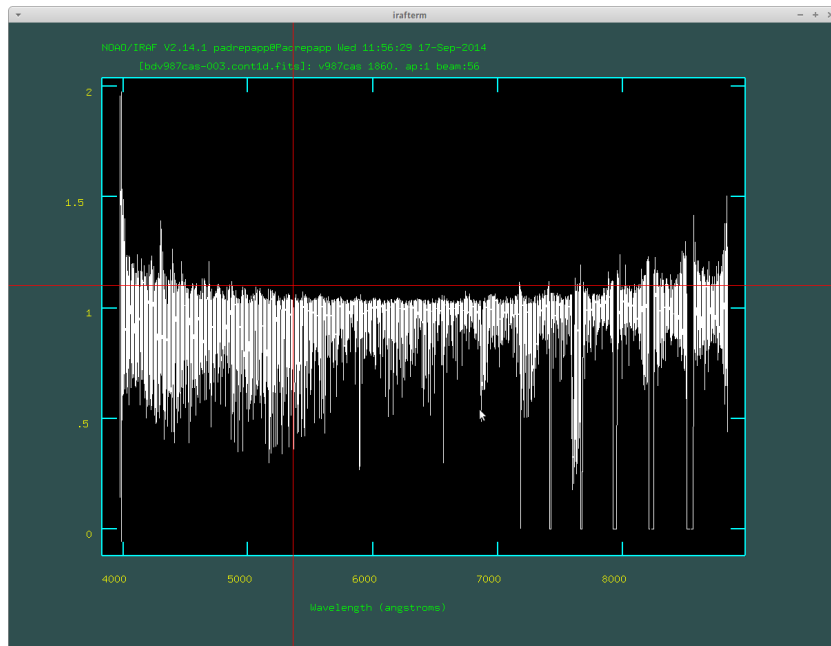 irafterm
NOAO/IRAF V2.14.1 padrepapp@Padrepapp Wed 11:56:29 17-Sep-2014
[bdv987cas-003.cont1d.fits]: v987cas 1860. ap:1 beam:56
2
1.5
1
.5
0
4000 5000 6000 7000 8000
Wavelength (angstroms)